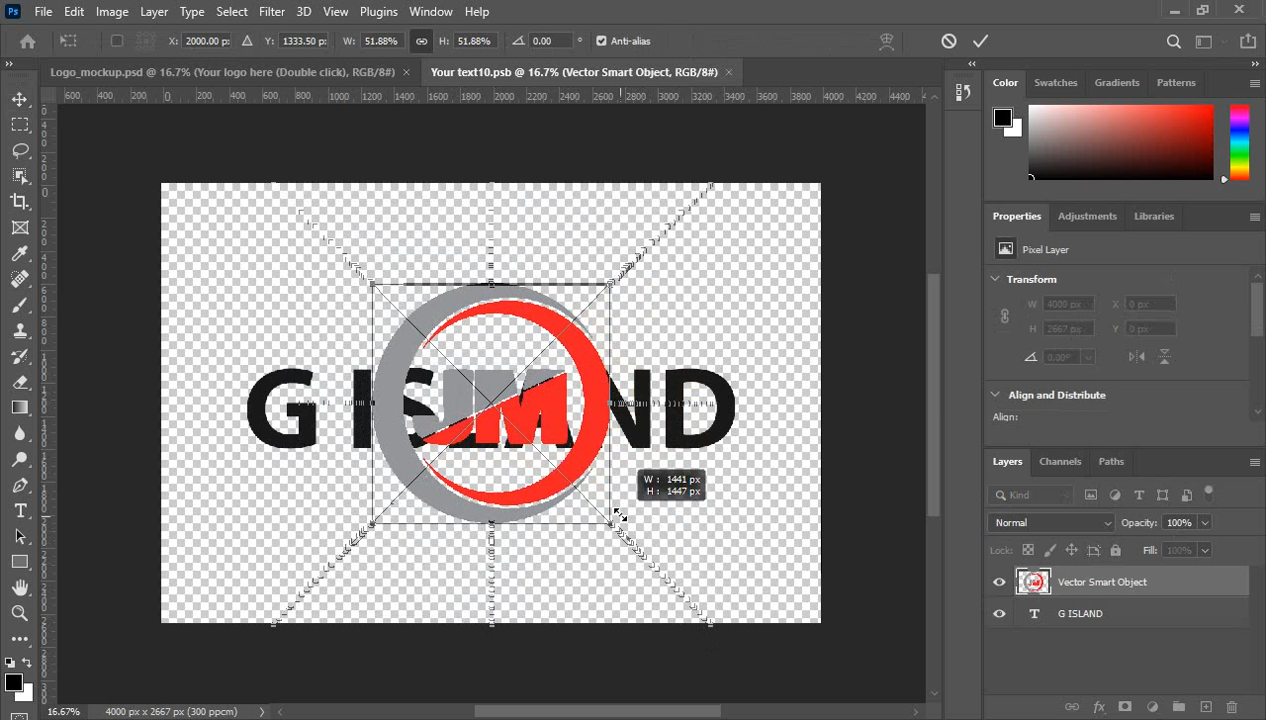 Ps File Edit Image Layer Type Select Filter 3D View Plugins Window Help
X: 2000.00 p: Y: 1333.50 p: W: 51.88% H: 51.88% 0.00 ° Anti-alias
Logo_mockup.psd @ 16.7% (Your logo here (Double click), RGB/8#) × Your text10.psb @ 16.7% (Vector Smart Object, RGB/8#) ×
600 400 200 0 200 400 600 800 1000 1200 1400 1600 1800 2000 2200 2400 2600 2800 3000 3200 3400 3600 3800 4000 4200 4400
Color Swatches Gradients Patterns
Properties Adjustments Libraries
Pixel Layer
Transform
W 4000 px X 0 px
H 2667 px Y 0 px
0.00°
Align and Distribute
Align:
G ISLAND
JM
W : 1441 px
H : 1447 px
Layers Channels Paths
Kind
Normal Opacity: 100%
Lock: Fill: 100%
Vector Smart Object
T G ISLAND
16.67% 4000 px x 2667 px (300 ppcm)